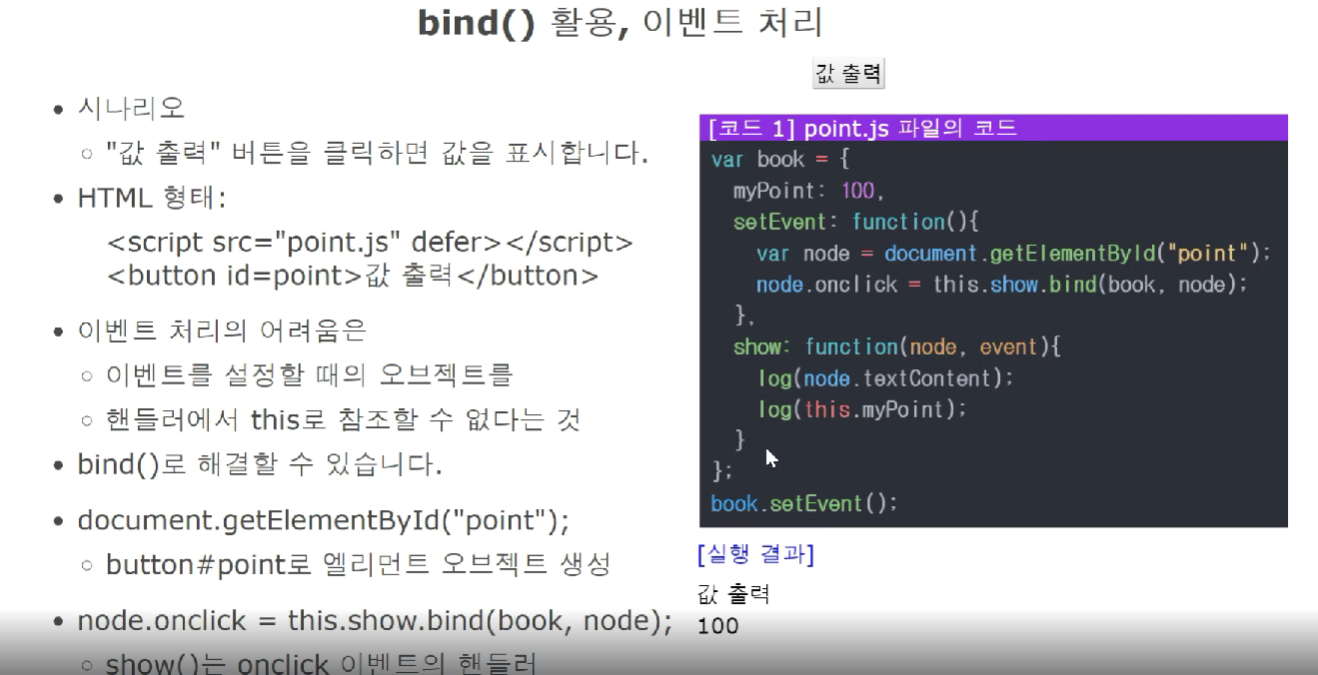 bind() 활용, 이벤트 처리
• 시나리오
○ "값 출력" 버튼을 클릭하면 값을 표시합니다.
• HTML 형태:
<script src="point.js" defer></script>
<button id=point>값 출력</button>
• 이벤트 처리의 어려움은
○ 이벤트를 설정할 때의 오브젝트를
○ 핸들러에서 this로 참조할 수 없다는 것
• bind()로 해결할 수 있습니다.
• document.getElementById("point");
○ button#point로 엘리먼트 오브젝트 생성
• node.onclick = this.show.bind(book, node);
○ show()는 onclick 이벤트의 핸들러
값 출력
[코드 1] point.js 파일의 코드
var book = {
  myPoint: 100,
  setEvent: function(){
    var node = document.getElementById("point");
    node.onclick = this.show.bind(book, node);
  },
  show: function(node, event){
    log(node.textContent);
    log(this.myPoint);
  }
};
book.setEvent();
[실행 결과]
값 출력
100